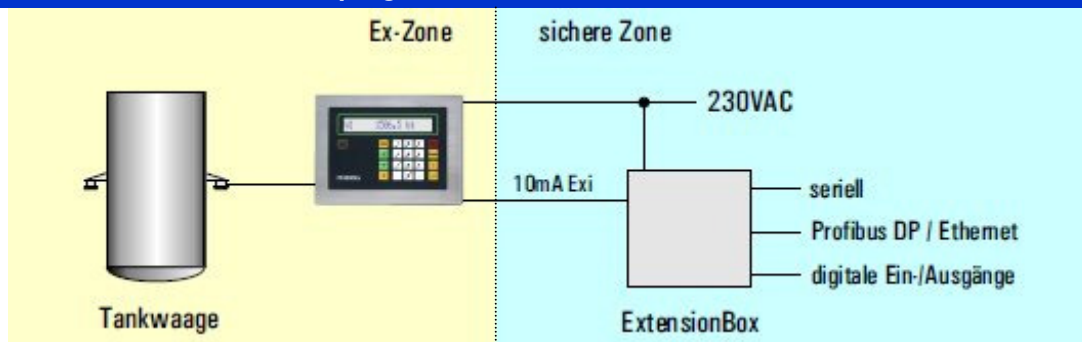 Ex-Zone
sichere Zone
230VAC
10mA Exi
seriell
Profibus DP / Ethernet
digitale Ein-/Ausgänge
Tankwaage
ExtensionBox